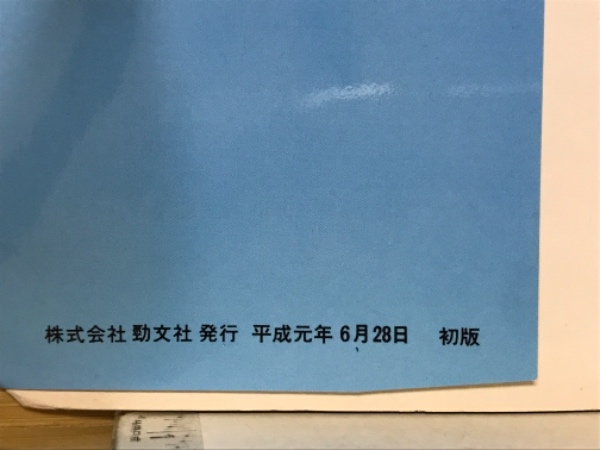 株式会社 勁文社 発行 平成元年 6月28日 初版